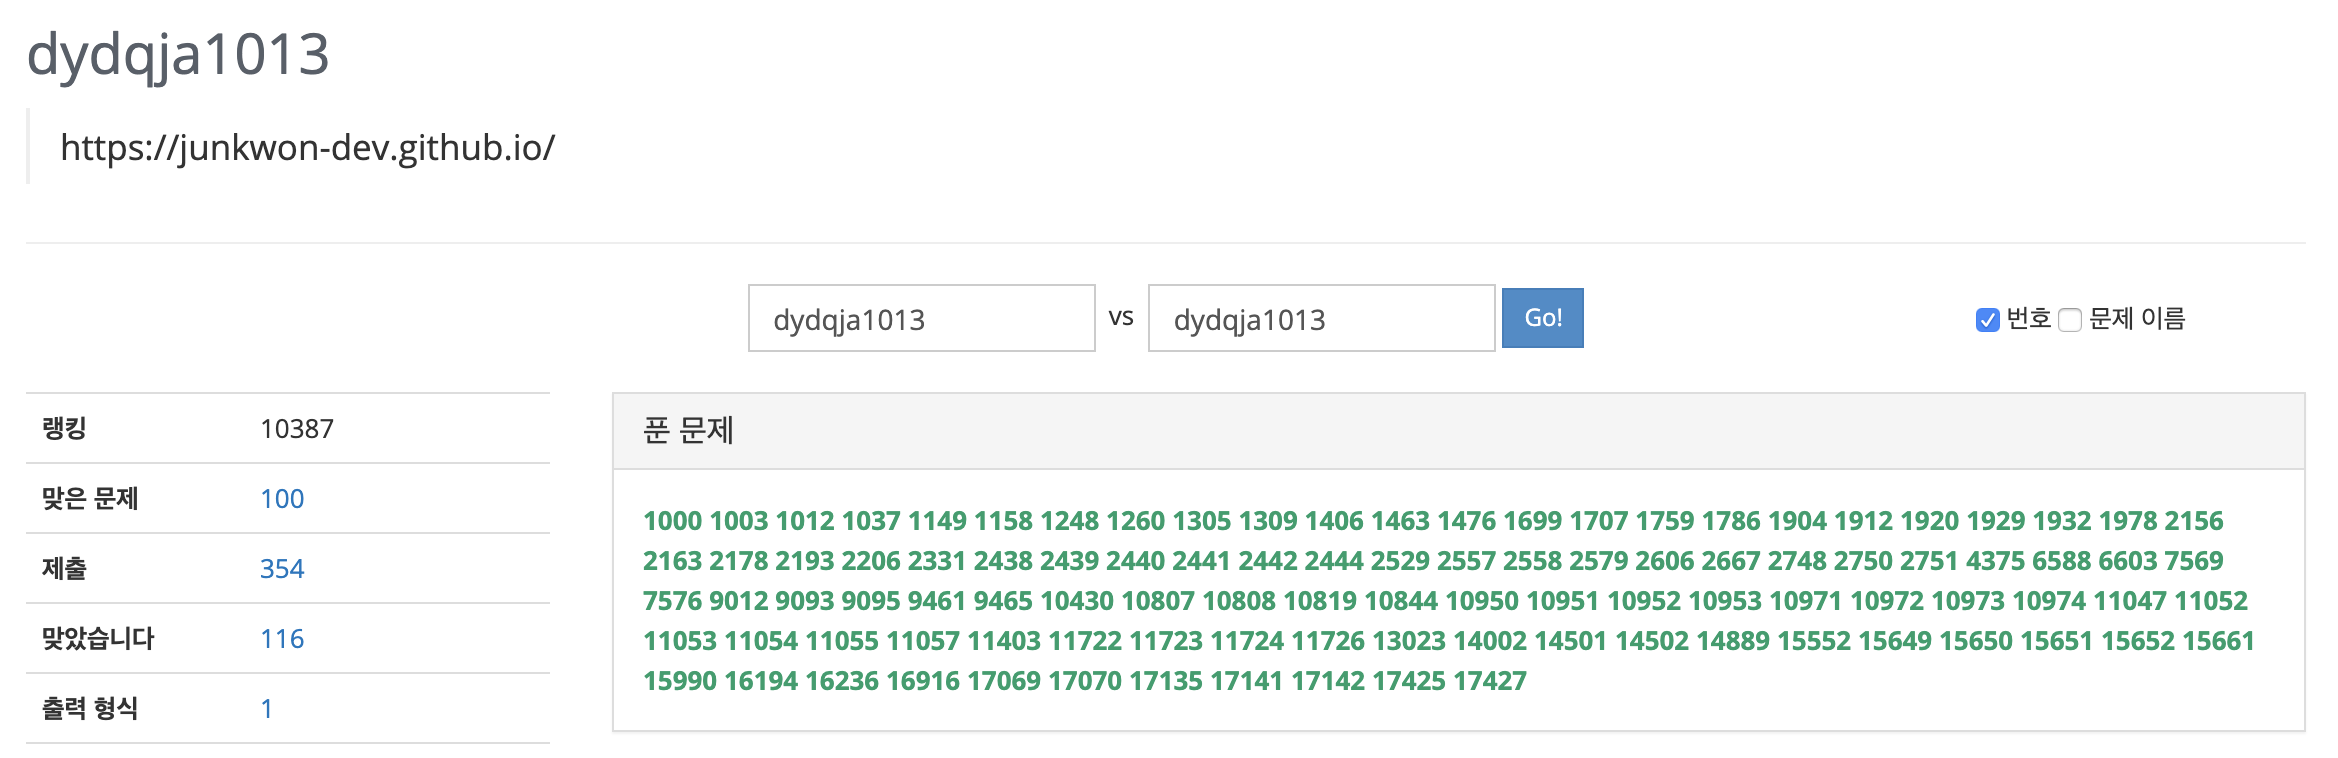 dydqja1013
https://junkwon-dev.github.io/
dydqja1013 vs dydqja1013 Go! 번호 문제 이름
랭킹 10387
맞은 문제 100
제출 354
맞았습니다 116
출력 형식 1
푼 문제
1000 1003 1012 1037 1149 1158 1248 1260 1305 1309 1406 1463 1476 1699 1707 1759 1786 1904 1912 1920 1929 1932 1978 2156
2163 2178 2193 2206 2331 2438 2439 2440 2441 2442 2444 2529 2557 2558 2579 2606 2667 2748 2750 2751 4375 6588 6603 7569
7576 9012 9093 9095 9461 9465 10430 10807 10808 10819 10844 10950 10951 10952 10953 10971 10972 10973 10974 11047 11052
11053 11054 11055 11057 11403 11722 11723 11724 11726 13023 14002 14501 14502 14889 15552 15649 15650 15651 15652 15661
15990 16194 16236 16916 17069 17070 17135 17141 17142 17425 17427